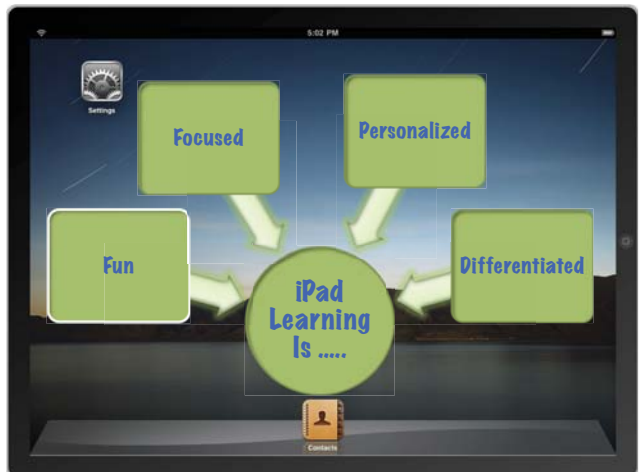 5:02 PM
Settings
Focused
Personalized
Fun
Differentiated
iPad
Learning
Is .....
Contacts